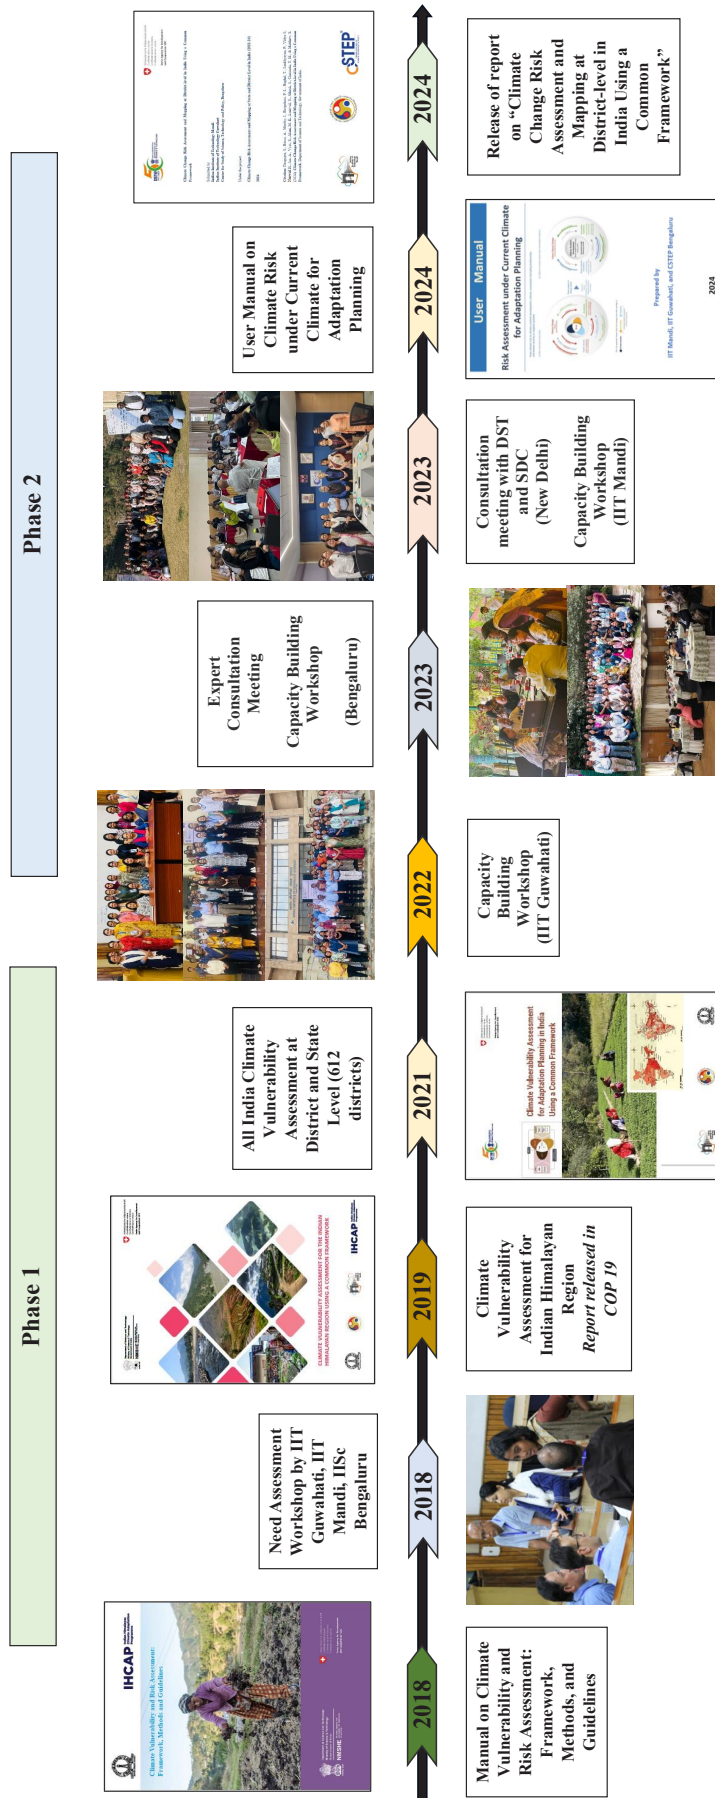 Phase 1
Phase 2
IHCAP
Climate Vulnerability and Risk Assessment:
Framework, Methods and Guidelines
NMSHE
2018
Manual on Climate
Vulnerability and
Risk Assessment:
Framework,
Methods, and
Guidelines
Need Assessment
Workshop by IIT
Guwahati, IIT
Mandi, IISc
Bengaluru
2018
CLIMATE VULNERABILITY ASSESSMENT FOR THE INDIAN
HIMALAYAN REGION USING A COMMON FRAMEWORK
IHCAP
2019
Climate
Vulnerability
Assessment for
Indian Himalayan
Region
Report released in
COP 19
All India Climate
Vulnerability
Assessment at
District and State
Level (612
districts)
2021
Climate Vulnerability Assessment
for Adaptation Planning in India
Using a Common Framework
2022
Capacity
Building
Workshop
(IIT Guwahati)
Expert
Consultation
Meeting
Capacity Building
Workshop
(Bengaluru)
2023
2023
Consultation
meeting with DST
and SDC
(New Delhi)
Capacity Building
Workshop
(IIT Mandi)
User Manual on
Climate Risk
under Current
Climate for
Adaptation
Planning
2024
User Manual
Risk Assessment under Current Climate
for Adaptation Planning
Prepared by
IIT Mandi, IIT Guwahati, and CSTEP Bengaluru
2024
CSTEP
2024
Release of report
on “Climate
Change Risk
Assessment and
Mapping at
District-level in
India Using a
Common
Framework”